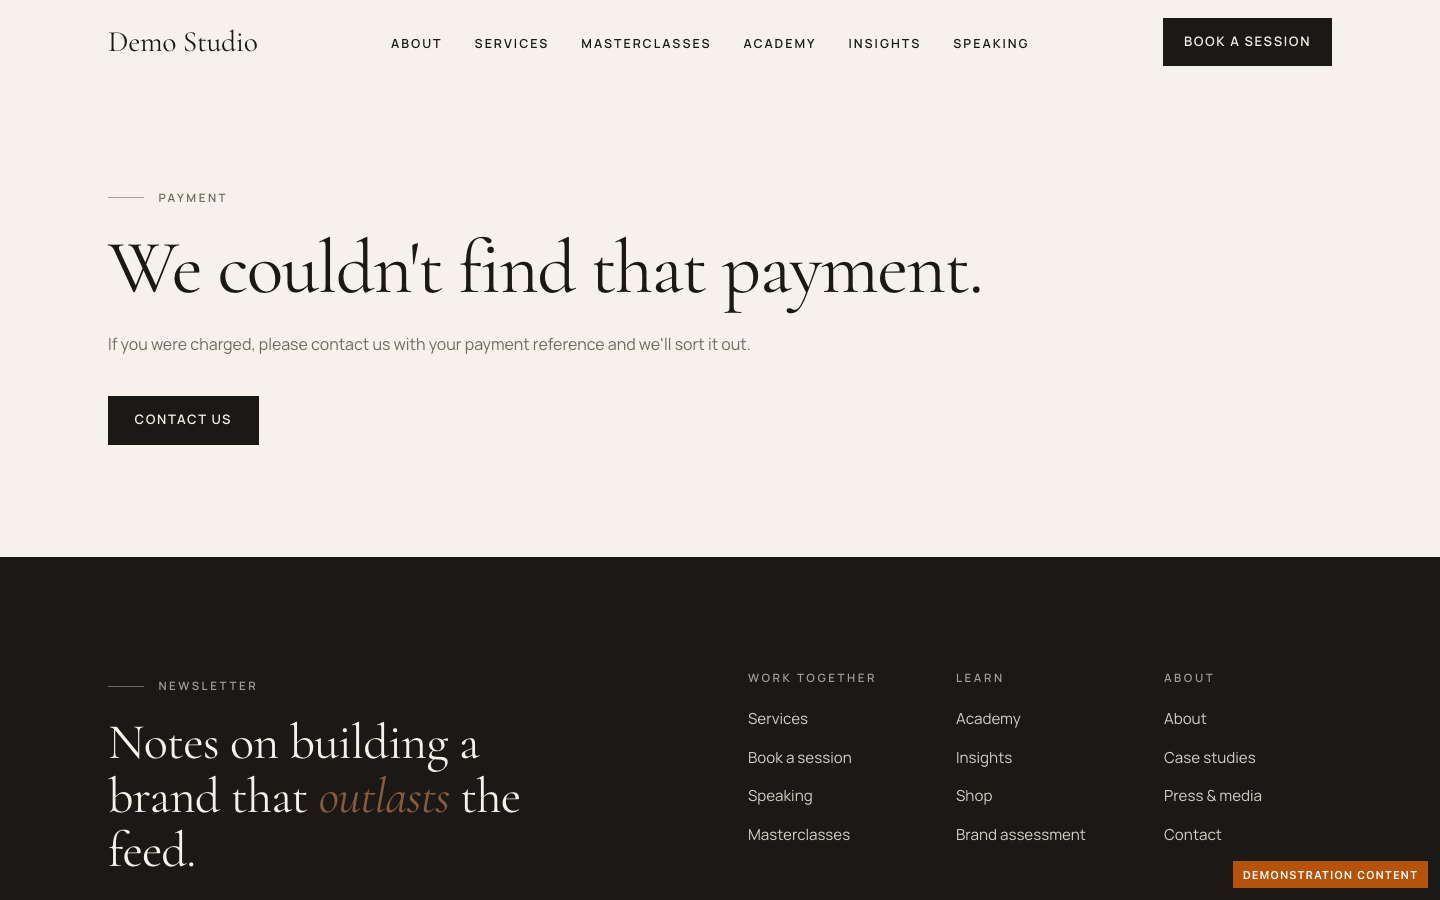 Demo Studio
ABOUT
SERVICES
MASTERCLASSES
ACADEMY
INSIGHTS
SPEAKING
BOOK A SESSION
PAYMENT
We couldn't find that payment.
If you were charged, please contact us with your payment reference and we'll sort it out.
CONTACT US
NEWSLETTER
Notes on building a
brand that outlasts the
feed.
WORK TOGETHER
Services
Book a session
Speaking
Masterclasses
LEARN
Academy
Insights
Shop
Brand assessment
ABOUT
About
Case studies
Press & media
Contact
DEMONSTRATION CONTENT